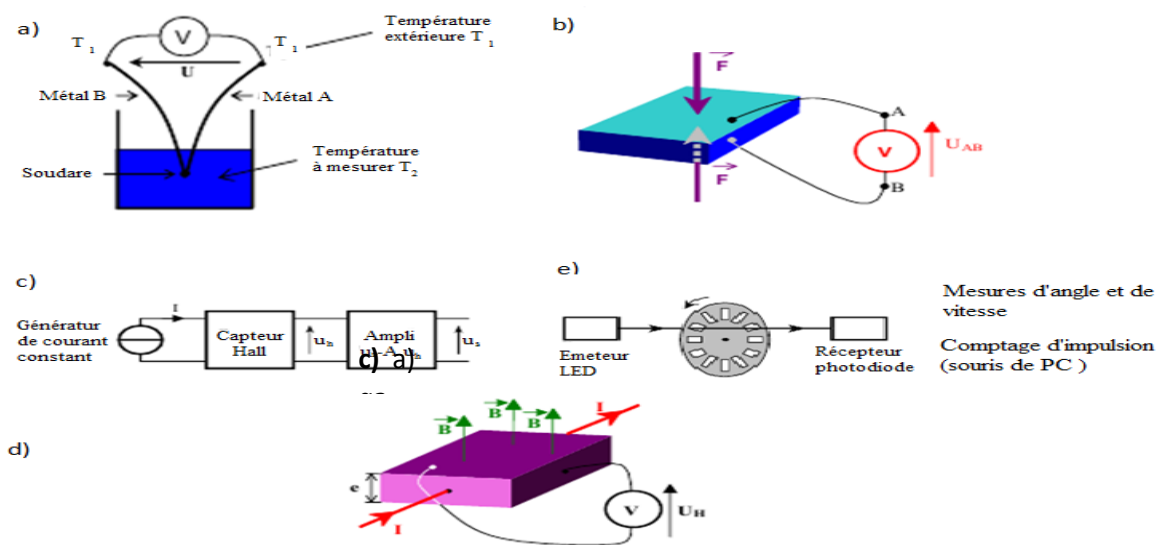 a)
T 1
V
T 1
Température
extérieure T 1
U
Métal B
Métal A
Soudare
Température
à mesurer T2
b)
F
A
V
UAB
B
F
c)
Génératur
de courant
constant
I
Capteur
Hall
uh
Ampli
us
c) a)
e)
Emeteur
LED
Récepteur
photodiode
Mesures d'angle et de
vitesse
Comptage d'impulsion
(souris de PC )
d)
B
B
B
I
e
I
V
UH